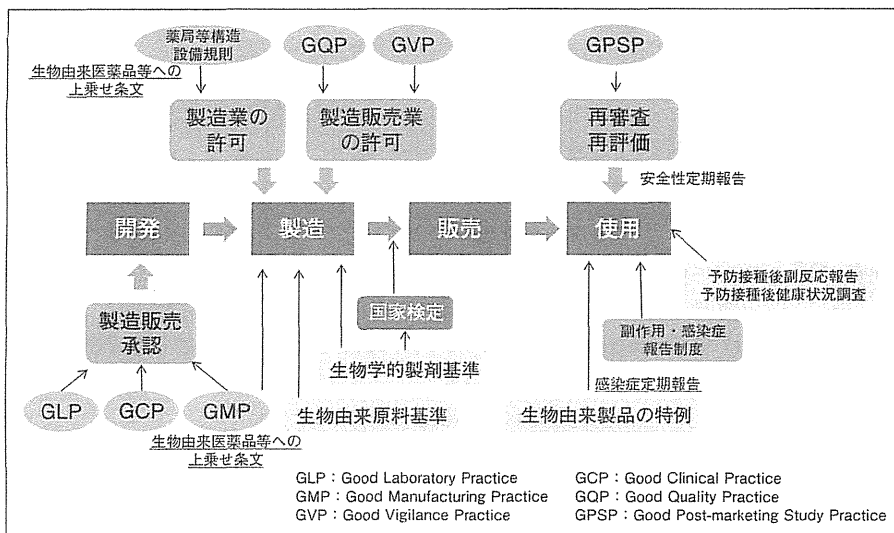 薬局等構造
設備規則
GQP
GVP
GPSP
生物由来医薬品等への
上乗せ条文
製造業の
許可
製造販売業
の許可
再審査
再評価
安全性定期報告
開発
製造
販売
使用
予防接種後副反応報告
予防接種後健康状況調査
国家検定
製造販売
承認
副作用・感染症
報告制度
生物学的製剤基準
感染症定期報告
GLP
GCP
GMP
生物由来原料基準
生物由来製品の特例
生物由来医薬品等への
上乗せ条文
GLP：Good Laboratory Practice
GCP：Good Clinical Practice
GMP：Good Manufacturing Practice
GQP：Good Quality Practice
GVP：Good Vigilance Practice
GPSP：Good Post-marketing Study Practice